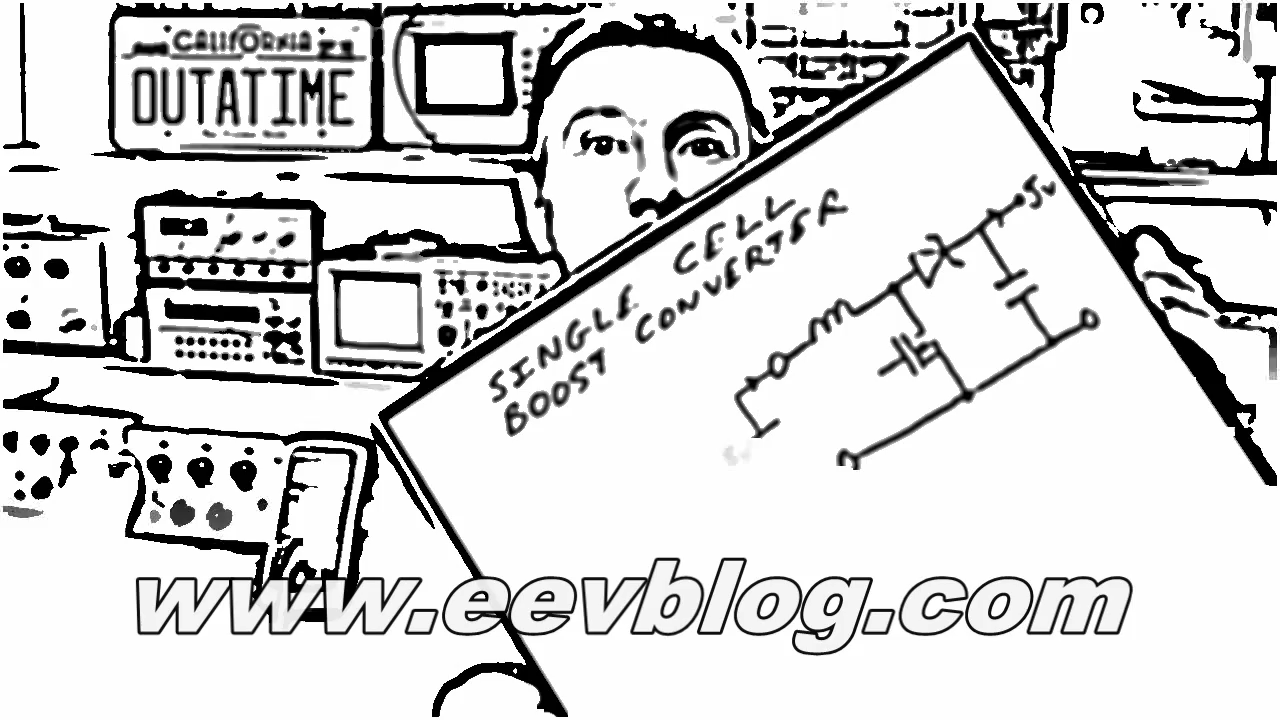 CALIFORNIA
OUTATIME
SINGLE CELL
BOOST CONVERTER
5v
www.eevblog.com